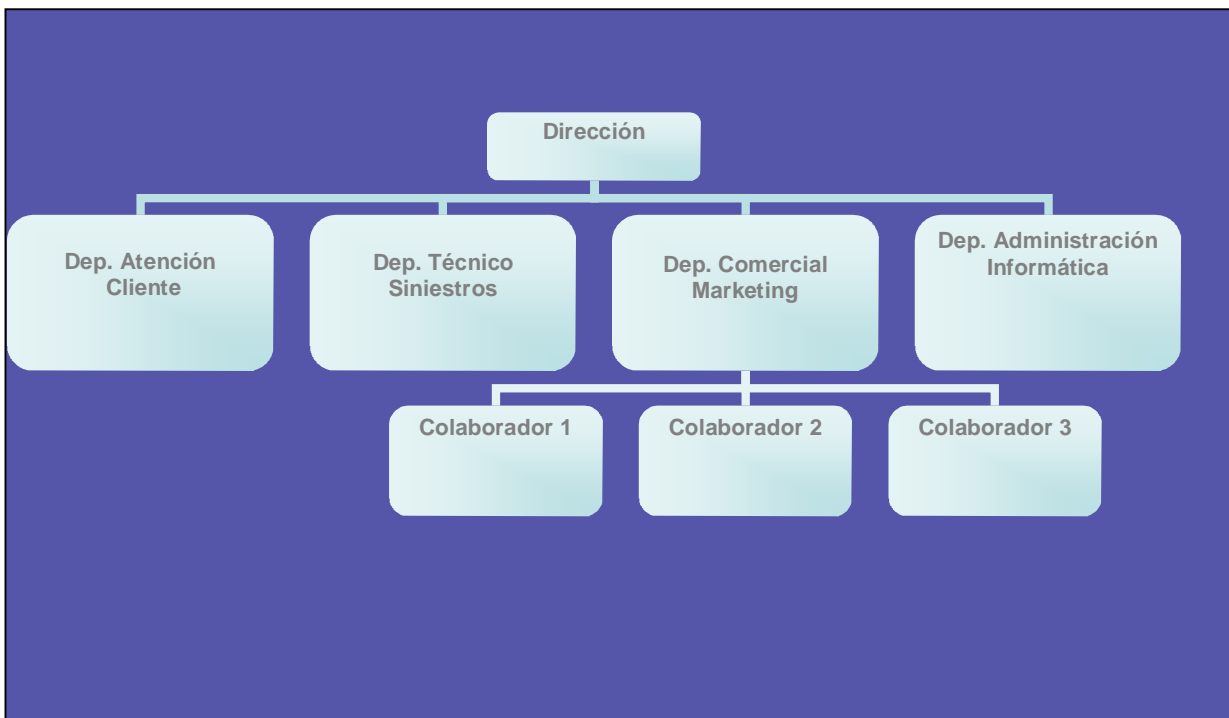 Dirección
Dep. Atención
Cliente
Dep. Técnico
Siniestros
Dep. Comercial
Marketing
Dep. Administración
Informática
Colaborador 1
Colaborador 2
Colaborador 3